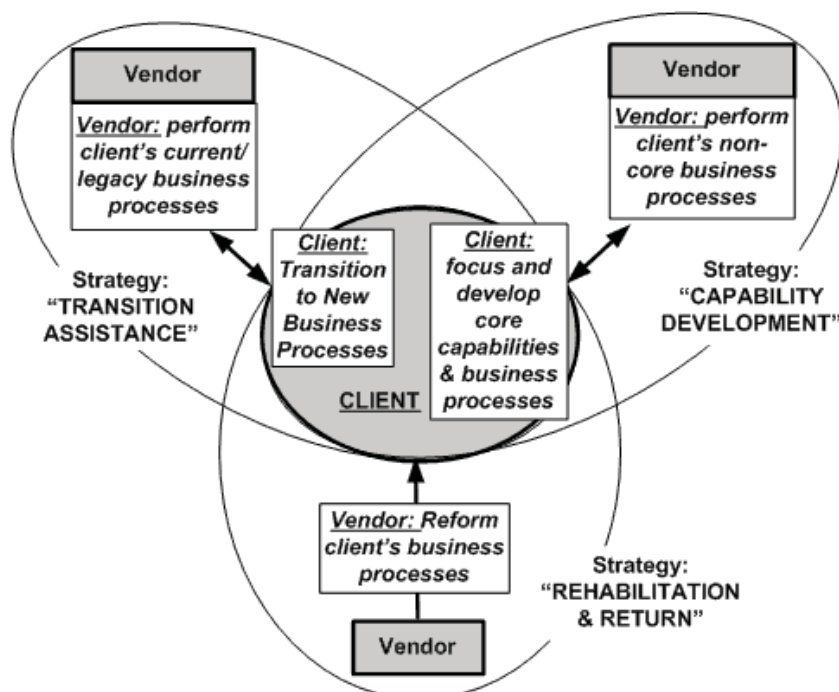 Vendor
Vendor: perform
client's current/
legacy business
processes
Vendor
Vendor: perform
client's non-
core business
processes
Client:
Transition
to New
Business
Processes
Client:
focus and
develop
core
capabilities
& business
processes
Strategy:
"TRANSITION
ASSISTANCE"
Strategy:
"CAPABILITY
DEVELOPMENT"
CLIENT
Vendor: Reform
client's business
processes
Strategy:
"REHABILITATION
& RETURN"
Vendor